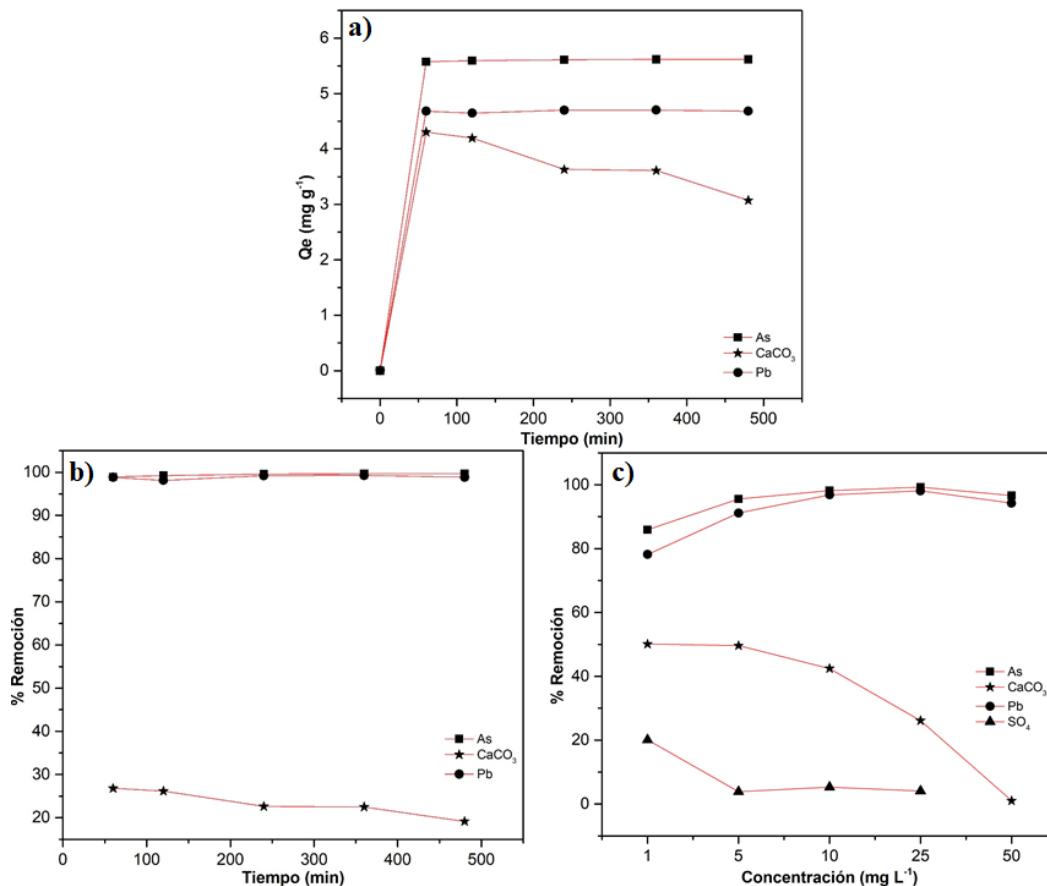 a)
6
5
4
3
2
1
0
Qe (mg g⁻¹)
As
CaCO₃
Pb
0 100 200 300 400 500
Tiempo (min)
b)
100
90
80
70
60
50
40
30
20
% Remoción
As
CaCO₃
Pb
0 100 200 300 400 500
Tiempo (min)
c)
100
80
60
40
20
0
% Remoción
As
CaCO₃
Pb
SO₄
1 5 10 25 50
Concentración (mg L⁻¹)